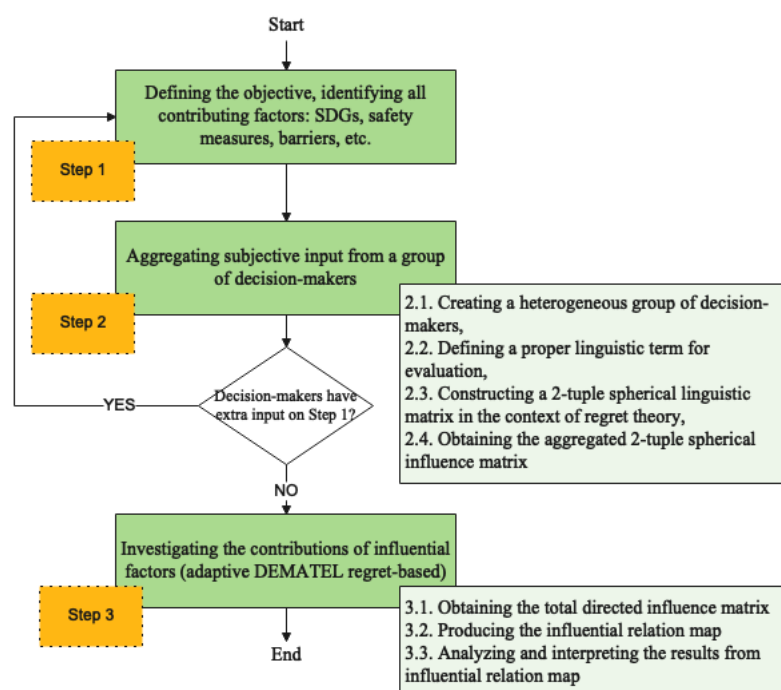 Start
Defining the objective, identifying all
contributing factors: SDGs, safety
measures, barriers, etc.
Step 1
Aggregating subjective input from a group
of decision-makers
Step 2
2.1. Creating a heterogeneous group of decision-
makers,
2.2. Defining a proper linguistic term for
evaluation,
2.3. Constructing a 2-tuple spherical linguistic
matrix in the context of regret theory,
2.4. Obtaining the aggregated 2-tuple spherical
influence matrix
Decision-makers have
extra input on Step 1?
YES
NO
Investigating the contributions of influential
factors (adaptive DEMATEL regret-based)
Step 3
3.1. Obtaining the total directed influence matrix
3.2. Producing the influential relation map
3.3. Analyzing and interpreting the results from
influential relation map
End